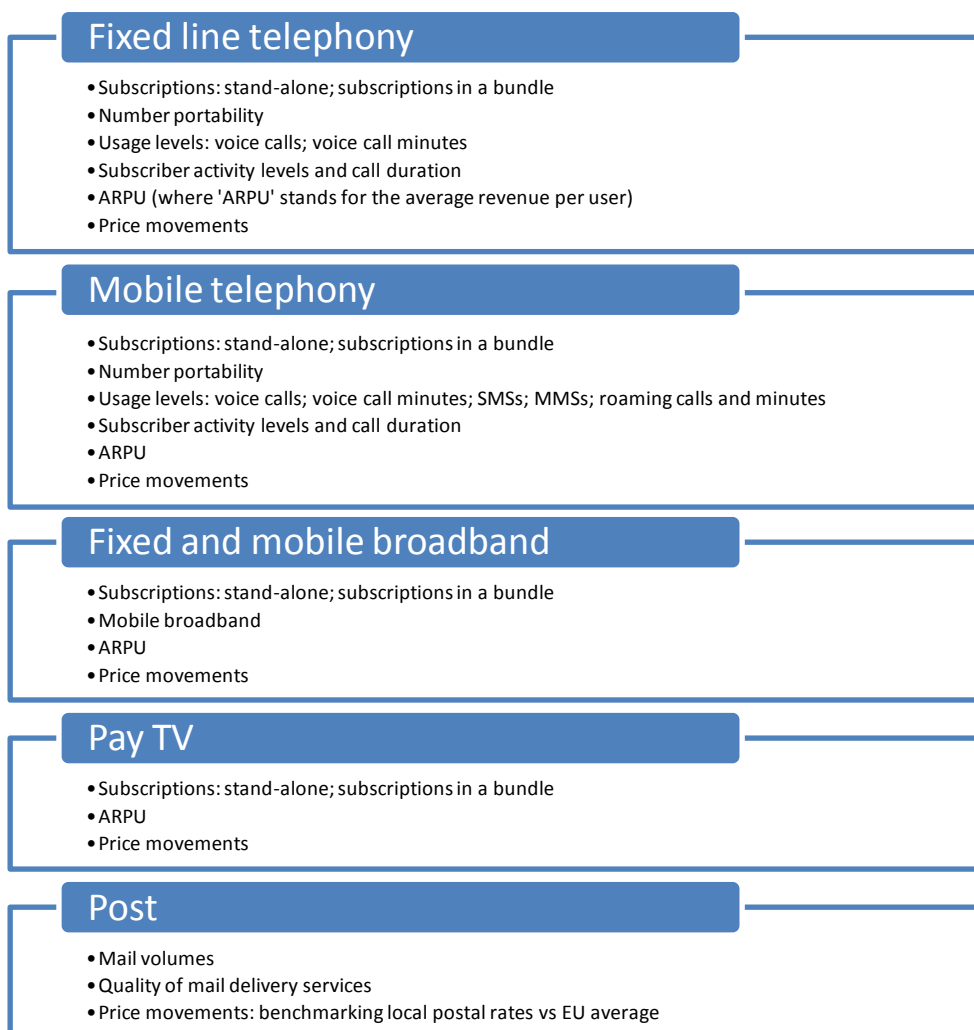 Fixed line telephony
•Subscriptions: stand-alone; subscriptions in a bundle
•Number portability
•Usage levels: voice calls; voice call minutes
•Subscriber activity levels and call duration
•ARPU (where 'ARPU' stands for the average revenue per user)
•Price movements
Mobile telephony
•Subscriptions: stand-alone; subscriptions in a bundle
•Number portability
•Usage levels: voice calls; voice call minutes; SMSs; MMSs; roaming calls and minutes
•Subscriber activity levels and call duration
•ARPU
•Price movements
Fixed and mobile broadband
•Subscriptions: stand-alone; subscriptions in a bundle
•Mobile broadband
•ARPU
•Price movements
Pay TV
•Subscriptions: stand-alone; subscriptions in a bundle
•ARPU
•Price movements
Post
•Mail volumes
•Quality of mail delivery services
•Price movements: benchmarking local postal rates vs EU average